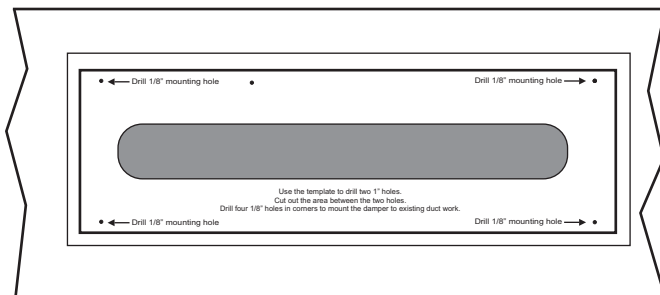 Drill 1/8" mounting hole
Drill 1/8" mounting hole
Use the template to drill two 1" holes.
Cut out the area between the two holes.
Drill four 1/8" holes in corners to mount the damper to existing duct work.
Drill 1/8" mounting hole
Drill 1/8" mounting hole